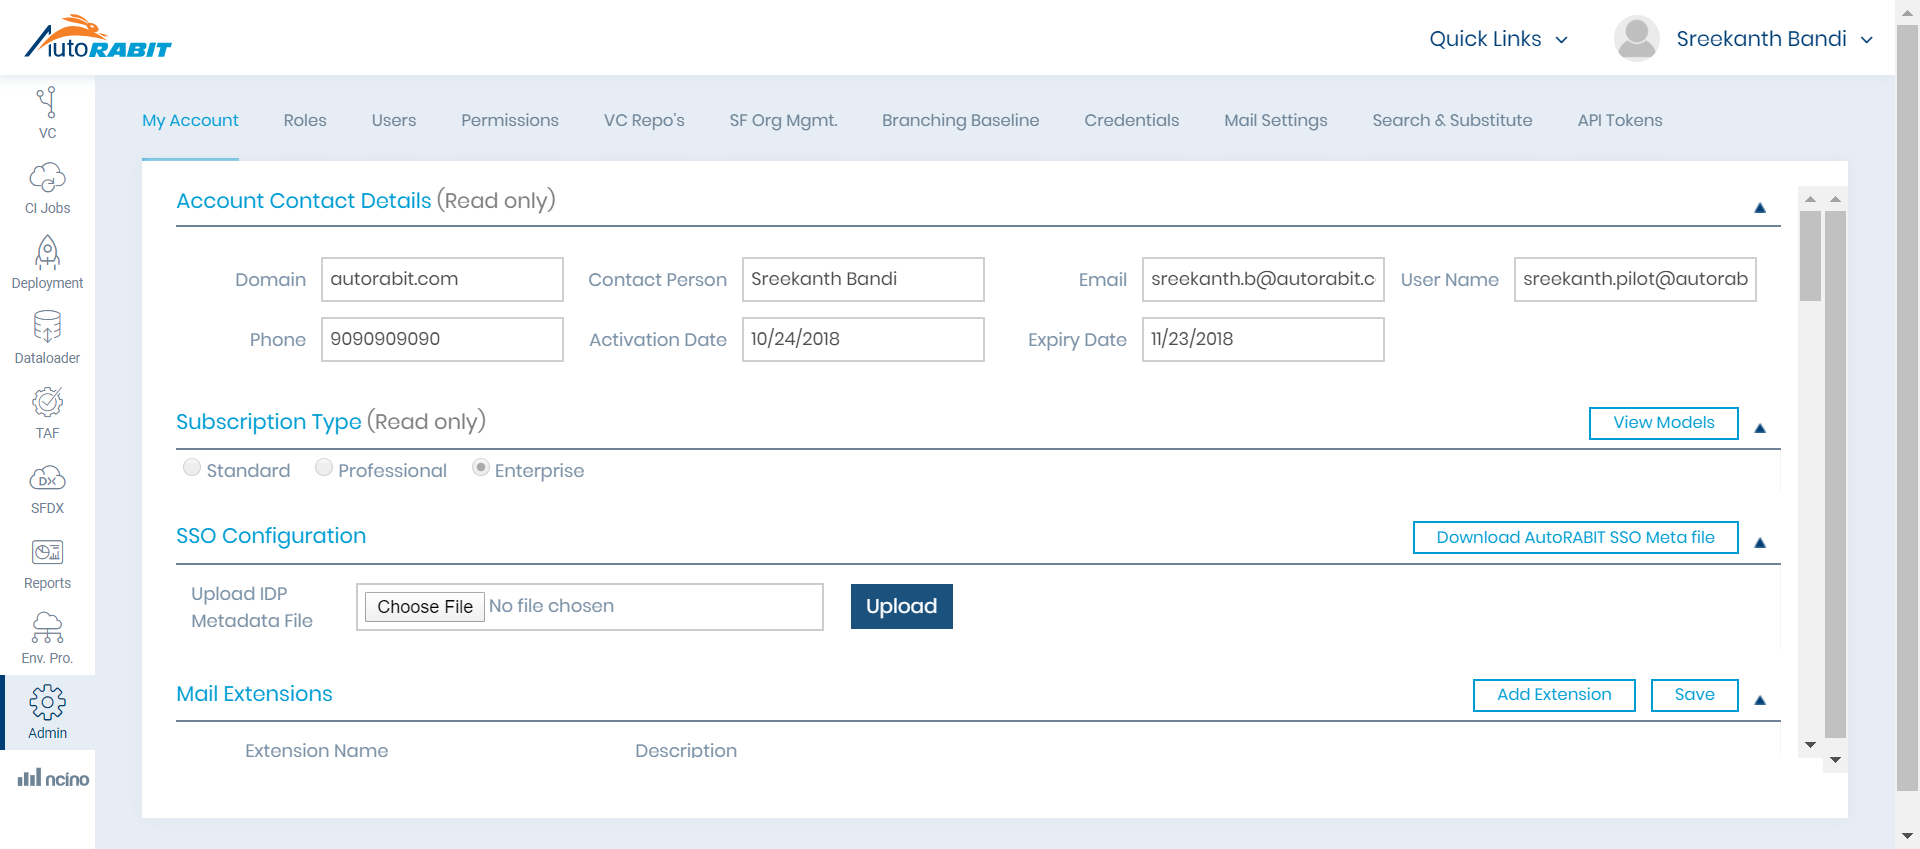 AutoRABIT
Quick Links
Sreekanth Bandi
VC
CI Jobs
Deployment
Dataloader
TAF
DX
SFDX
Reports
Env. Pro.
Admin
ncino
My Account Roles Users Permissions VC Repo's SF Org Mgmt. Branching Baseline Credentials Mail Settings Search & Substitute API Tokens
Account Contact Details (Read only)
Domain autorabit.com Contact Person Sreekanth Bandi Email sreekanth.b@autorabit.c User Name sreekanth.pilot@autorab
Phone 9090909090 Activation Date 10/24/2018 Expiry Date 11/23/2018
Subscription Type (Read only) View Models
Standard Professional Enterprise
SSO Configuration Download AutoRABIT SSO Meta file
Upload IDP
Metadata File
Choose File No file chosen Upload
Mail Extensions Add Extension Save
Extension Name Description